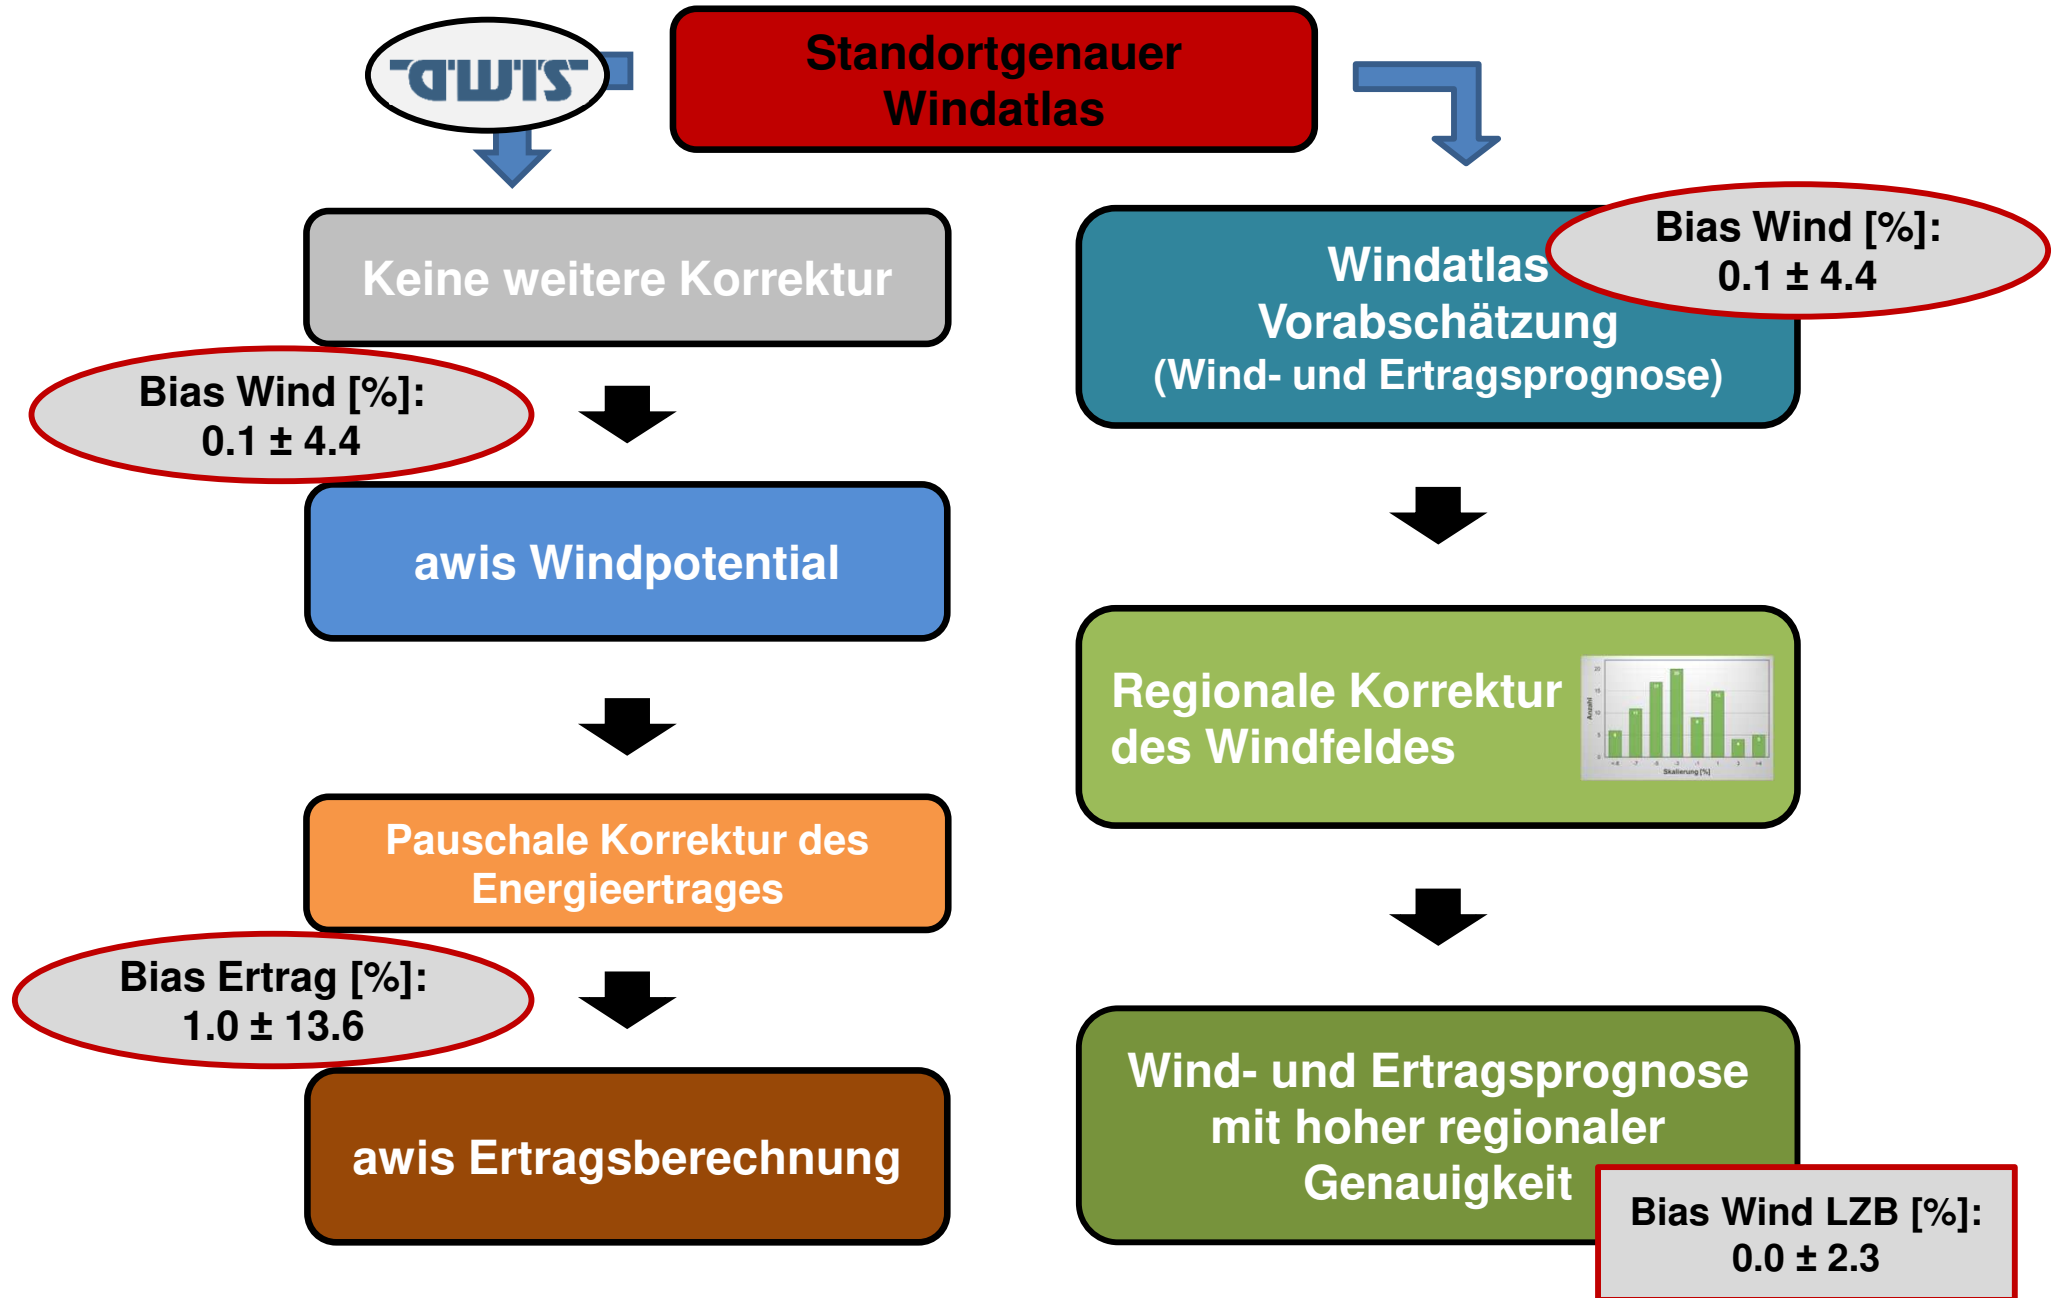 awis
Standortgenauer
Windatlas
Keine weitere Korrektur
Bias Wind [%]:
0.1 ± 4.4
awis Windpotential
Pauschale Korrektur des
Energieertrages
Bias Ertrag [%]:
1.0 ± 13.6
awis Ertragsberechnung
Bias Wind [%]:
0.1 ± 4.4
Windatlas
Vorabschätzung
(Wind- und Ertragsprognose)
Regionale Korrektur
des Windfeldes
Anzahl
Skalierung [%]
Wind- und Ertragsprognose
mit hoher regionaler
Genauigkeit
Bias Wind LZB [%]:
0.0 ± 2.3